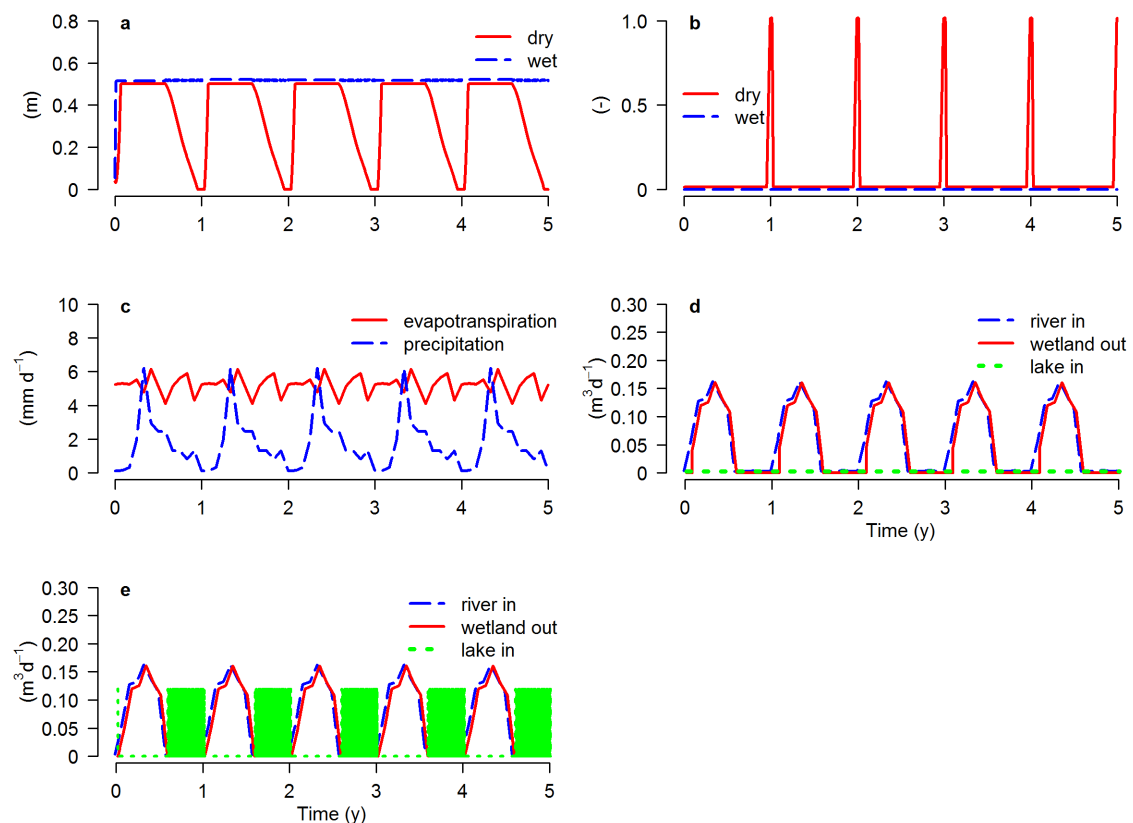 a
0.8
0.6
0.4
0.2
0
(m)
dry
wet
0 1 2 3 4 5
b
1.0
0.5
0
(-)
dry
wet
0 1 2 3 4 5
c
10
8
6
4
2
0
(mm d⁻¹)
evapotranspiration
precipitation
0 1 2 3 4 5
d
0.30
0.25
0.20
0.15
0.10
0.05
0
(m³d⁻¹)
river in
wetland out
lake in
0 1 2 3 4 5
Time (y)
e
0.30
0.25
0.20
0.15
0.10
0.05
0
(m³d⁻¹)
river in
wetland out
lake in
0 1 2 3 4 5
Time (y)